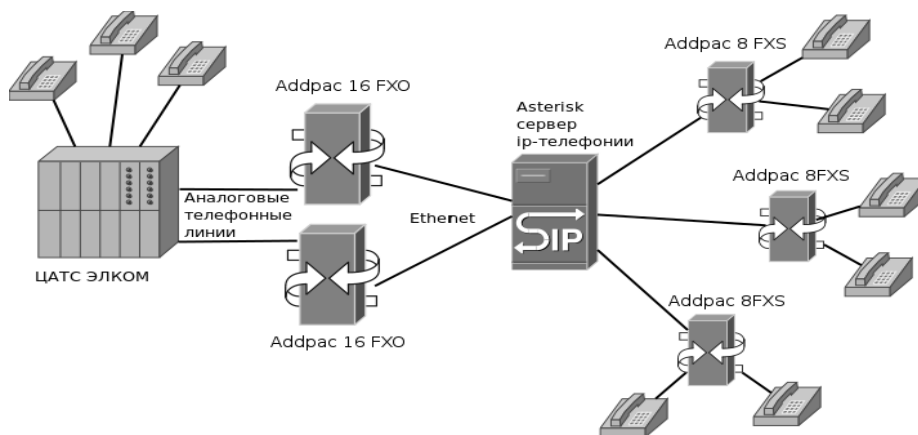 Addpac 8 FXS
Addpac 16 FXO
Asterisk
сервер
ip-телефонии
Addpac 8FXS
Аналоговые
телефонные
линии
Ethernet
SIP
ЦАТС ЭЛКОМ
Addpac 8FXS
Addpac 16 FXO